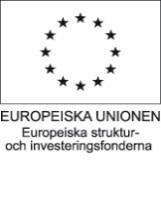 EUROPEISKA UNIONEN
Europeiska struktur-
och investeringsfonderna